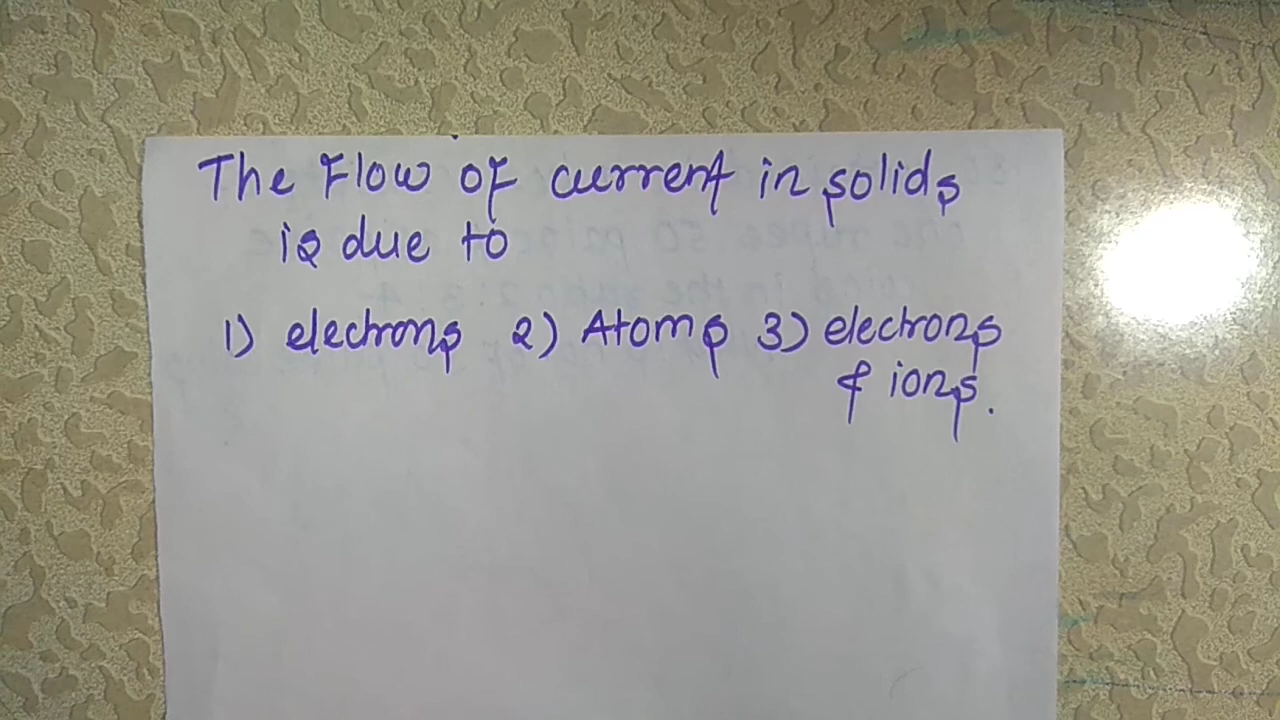 The Flow of current in solids
is due to
1) electrons 2) Atoms 3) electrons
& ions.